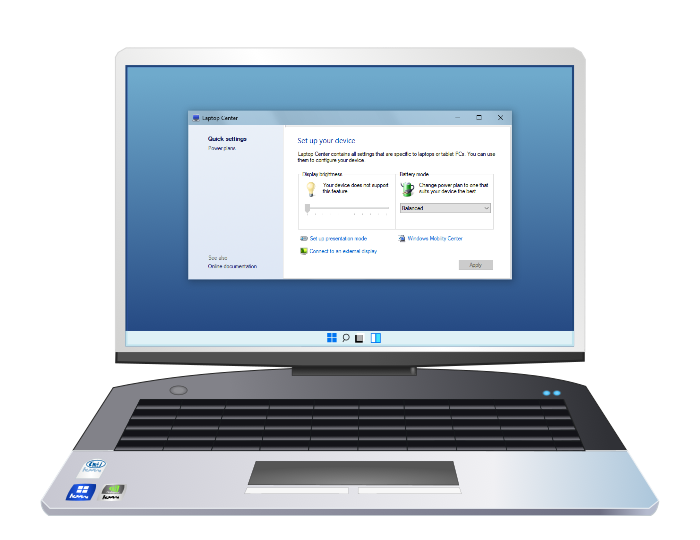 Laptop Center
Quick settings
Power plans
See also
Online documentation
Set up your device
Laptop Center contains all settings that are specific to laptops or tablet PCs. You can use
them to configure your device.
Display brightness
Your device does not support
this feature
Battery mode
Change power plan to one that
suits your device the best
Balanced
Set up presentation mode
Windows Mobility Center
Connect to an external display
Apply